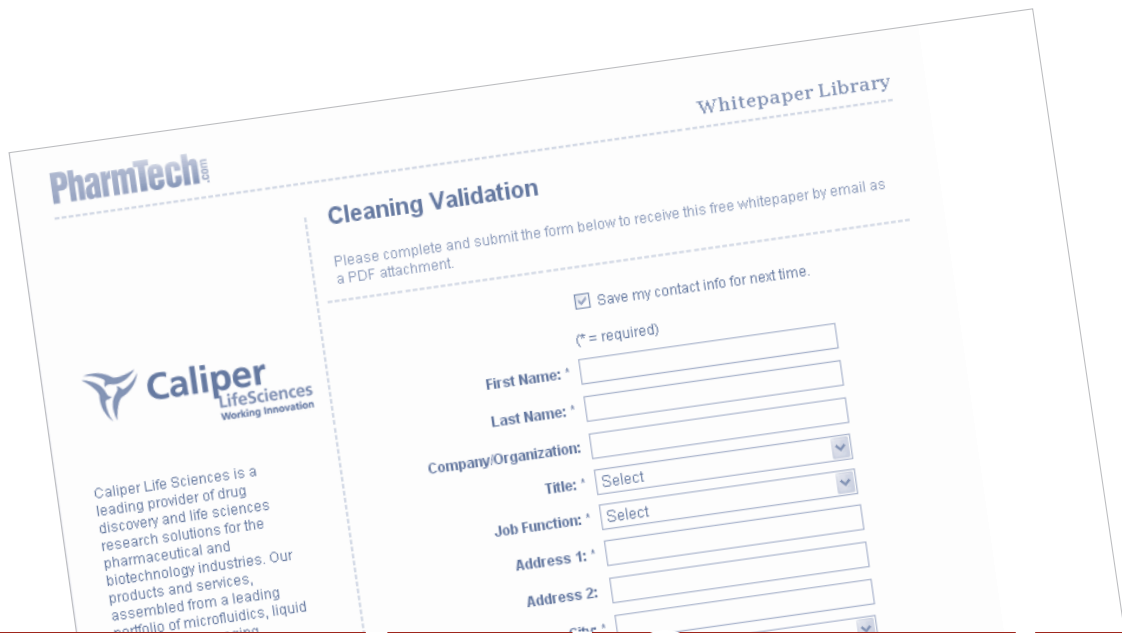 Whitepaper Library
PharmTech.com
Cleaning Validation
Please complete and submit the form below to receive this free whitepaper by email as
a PDF attachment.
Save my contact info for next time.
(* = required)
First Name: *
Last Name: *
Company/Organization:
Title: * Select
Job Function: * Select
Address 1: *
Address 2:
City: *
Caliper
LifeSciences
Working Innovation
Caliper Life Sciences is a
leading provider of drug
discovery and life sciences
research solutions for the
pharmaceutical and
biotechnology industries. Our
products and services,
assembled from a leading
portfolio of microfluidics, liquid